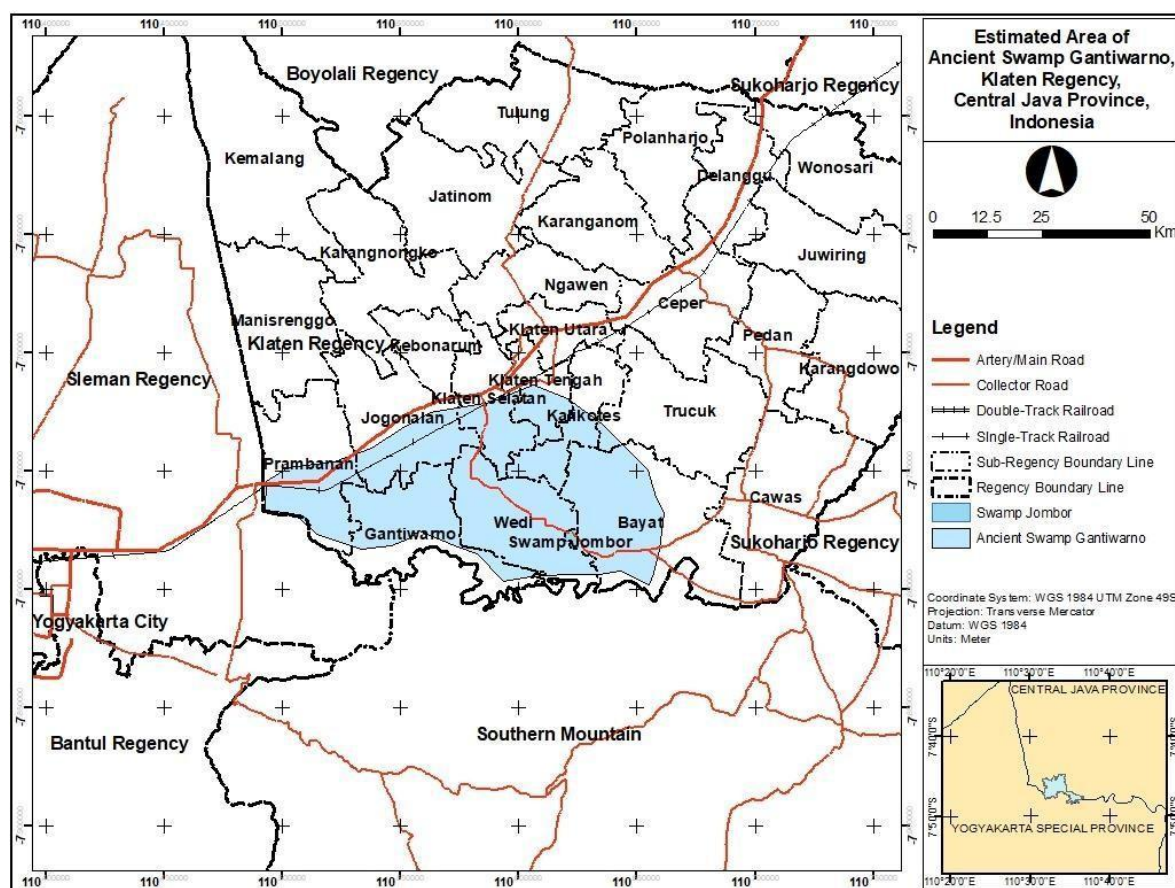 Estimated Area of
Ancient Swamp Gantiwarno,
Klaten Regency,
Central Java Province,
Indonesia
0 12.5 25 50
Km
Legend
Artery/Main Road
Collector Road
Double-Track Railroad
SIngle-Track Railroad
Sub-Regency Boundary Line
Regency Boundary Line
Swamp Jombor
Ancient Swamp Gantiwarno
Coordinate System: WGS 1984 UTM Zone 49S
Projection: Transverse Mercator
Datum: WGS 1984
Units: Meter
110°20'0"E 110°30'0"E 110°40'0"E
CENTRAL JAVA PROVINCE
7°40'0"S
7°50'0"S
YOGYAKARTA SPECIAL PROVINCE
110°20'0"E 110°30'0"E 110°40'0"E
Boyolali Regency
Sukoharjo Regency
Tulung
Polanharjo
Kemalang
Delanggu
Wonosari
Jatinom
Karanganom
Karangnongko
Juwiring
Ngawen
Ceper
Manisrenggo
Klaten Utara
Pedan
Klaten Regency
Kebonarum
Karangdowo
Sleman Regency
Klaten Tengah
Klaten Selatan
Jogonalan
Kalikotes
Trucuk
Prambanan
Cawas
Gantiwarno
Wedi
Bayat
Swamp Jombor
Sukoharjo Regency
Yogyakarta City
Southern Mountain
Bantul Regency